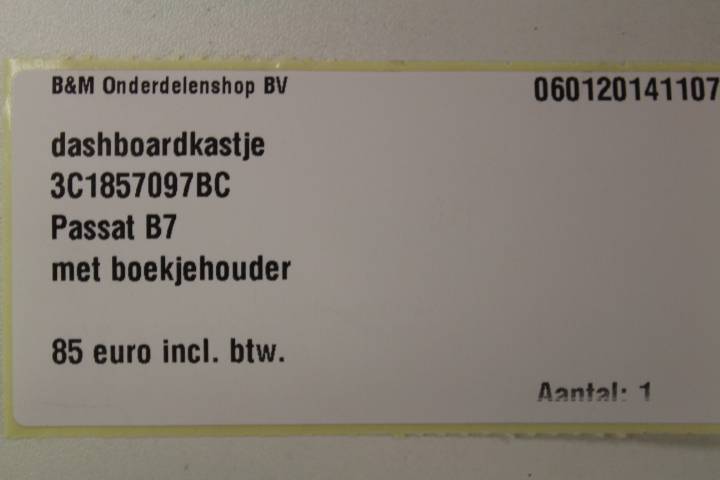 B&M Onderdelenshop BV 060120141107
dashboardkastje
3C1857097BC
Passat B7
met boekjehouder
85 euro incl. btw.
Aantal: 1